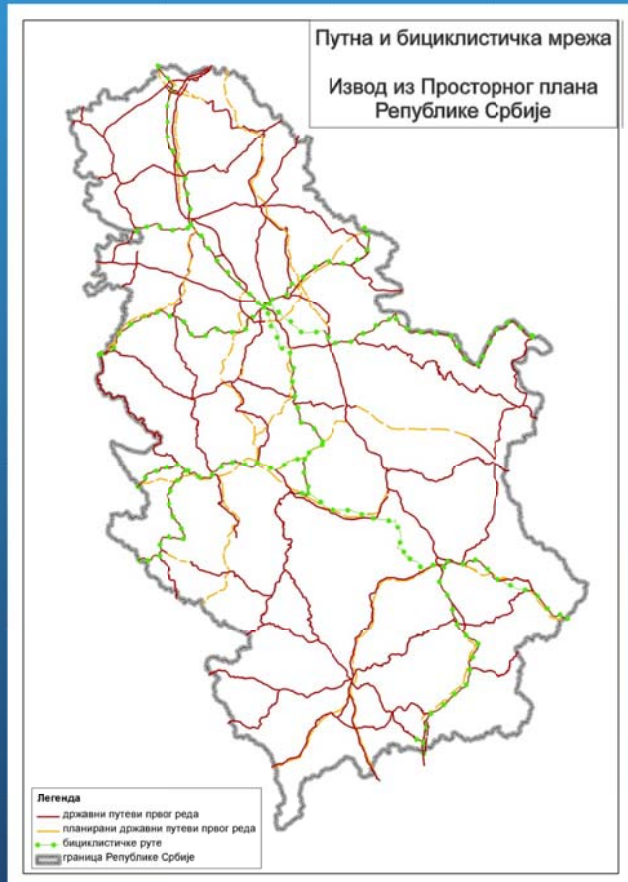 Путна и бициклистичка мрежа
Извод из Просторног плана
Републике Србије
Легенда
државни путеви првог реда
планирани државни путеви првог реда
бициклистичке руте
граница Републике Србије